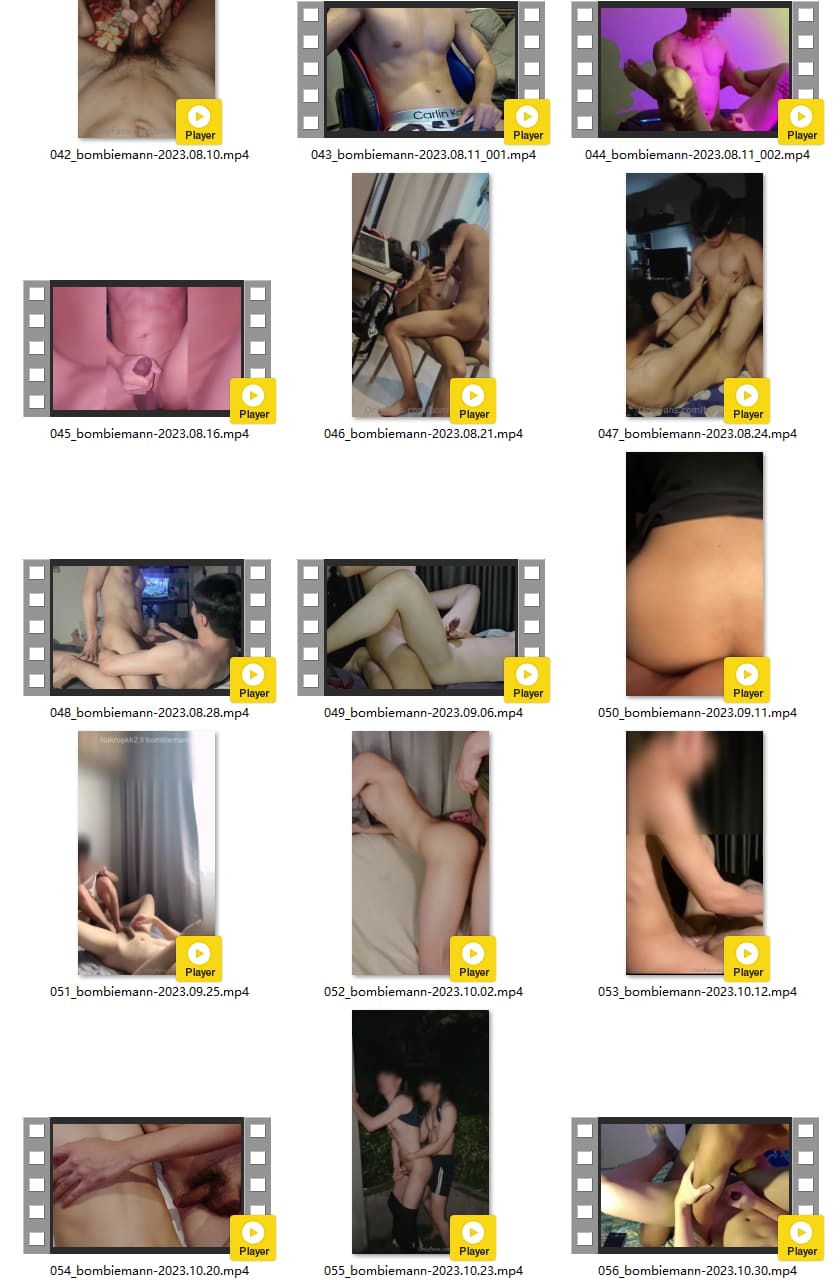 Player Player Player
042_bombiemann-2023.08.10.mp4 043_bombiemann-2023.08.11_001.mp4 044_bombiemann-2023.08.11_002.mp4
Player Player Player
045_bombiemann-2023.08.16.mp4 046_bombiemann-2023.08.21.mp4 047_bombiemann-2023.08.24.mp4
Player Player Player
048_bombiemann-2023.08.28.mp4 049_bombiemann-2023.09.06.mp4 050_bombiemann-2023.09.11.mp4
Player Player Player
051_bombiemann-2023.09.25.mp4 052_bombiemann-2023.10.02.mp4 053_bombiemann-2023.10.12.mp4
Player Player Player
054_bombiemann-2023.10.20.mp4 055_bombiemann-2023.10.23.mp4 056_bombiemann-2023.10.30.mp4